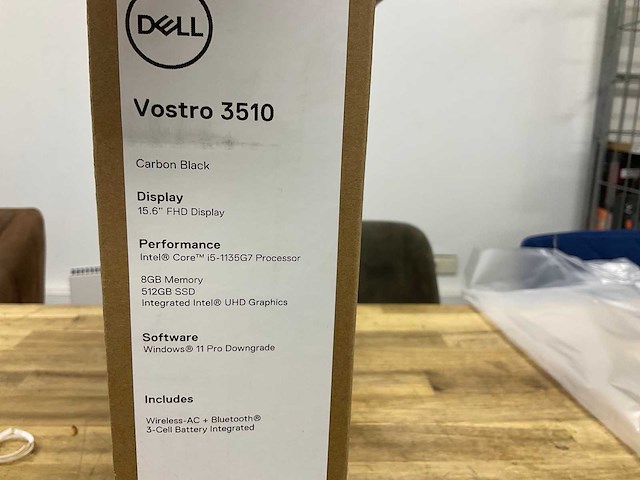 DELL
Vostro 3510
Carbon Black
Display
15.6" FHD Display
Performance
Intel® Core™ i5-1135G7 Processor
8GB Memory
512GB SSD
Integrated Intel® UHD Graphics
Software
Windows® 11 Pro Downgrade
Includes
Wireless-AC + Bluetooth®
3-Cell Battery Integrated